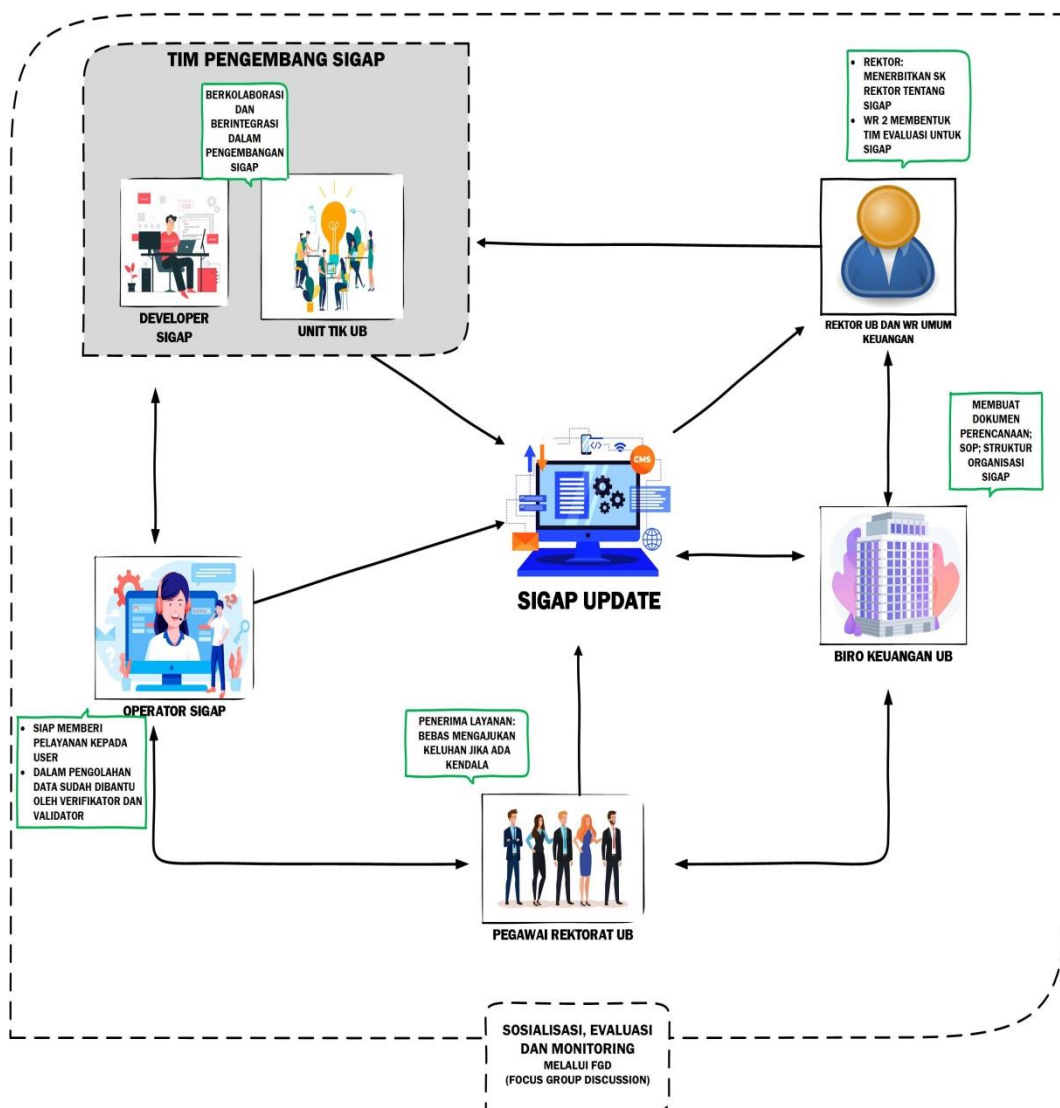 TIM PENGEMBANG SIGAP
BERKOLABORASI
DAN
BERINTEGRASI
DALAM
PENGEMBANGAN
SIGAP
DEVELOPER
SIGAP
UNIT TIK UB
• REKTOR:
MENERBITKAN SK
REKTOR TENTANG
SIGAP
• WR 2 MEMBENTUK
TIM EVALUASI UNTUK
SIGAP
REKTOR UB DAN WR UMUM
KEUANGAN
MEMBUAT
DOKUMEN
PERENCANAAN;
SOP; STRUKTUR
ORGANISASI
SIGAP
CMS
SIGAP UPDATE
BIRO KEUANGAN UB
OPERATOR SIGAP
• SIAP MEMBERI
PELAYANAN KEPADA
USER
• DALAM PENGOLAHAN
DATA SUDAH DIBANTU
OLEH VERIFIKATOR DAN
VALIDATOR
PENERIMA LAYANAN:
BEBAS MENGAJUKAN
KELUHAN JIKA ADA
KENDALA
PEGAWAI REKTORAT UB
SOSIALISASI, EVALUASI
DAN MONITORING
MELALUI FGD
(FOCUS GROUP DISCUSSION)